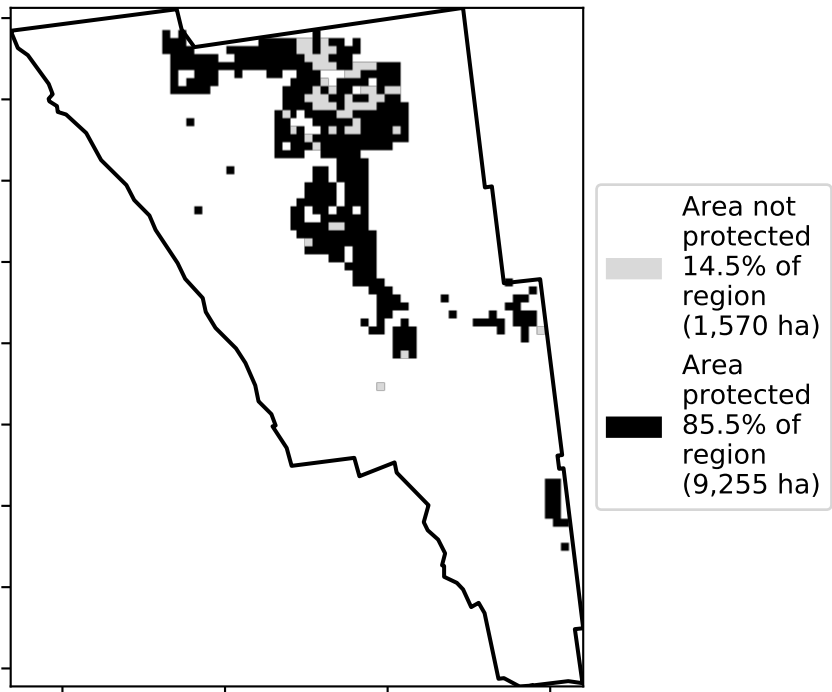 Area not
protected
14.5% of
region
(1,570 ha)
Area
protected
85.5% of
region
(9,255 ha)